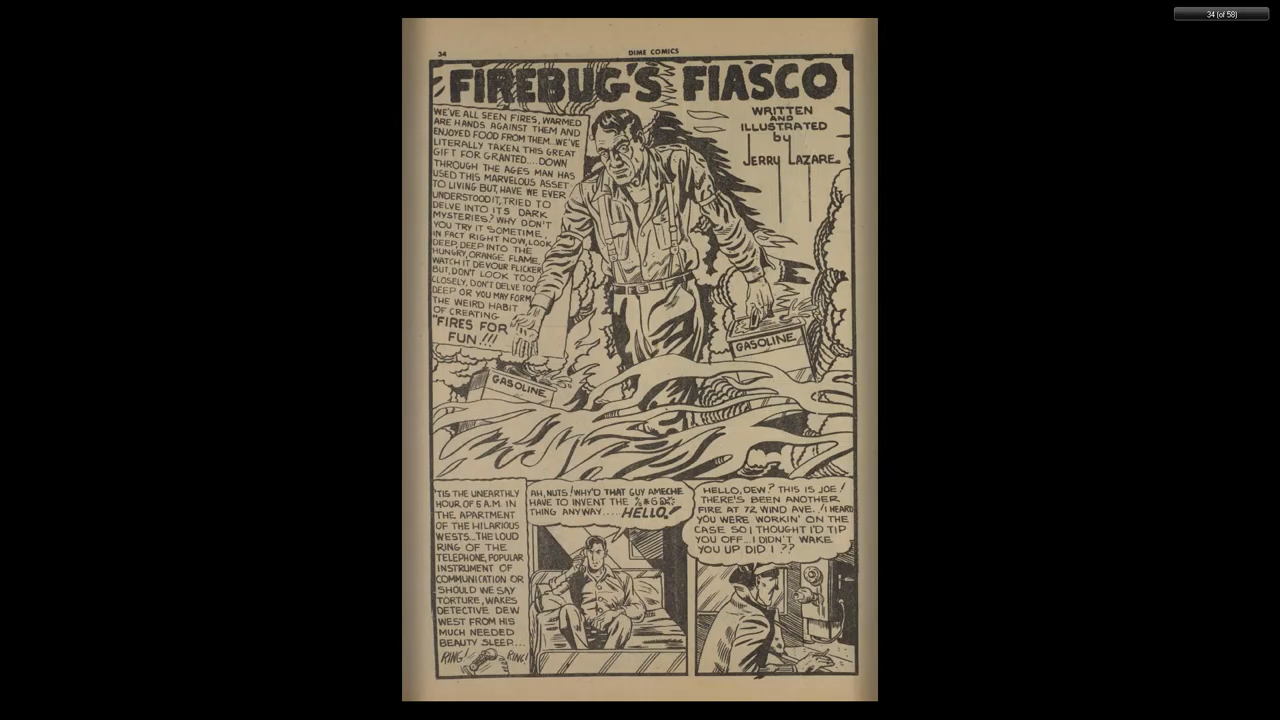 34 (of 58)
34
DIME COMICS
FIREBUG'S FIASCO
WE'VE ALL SEEN FIRES, WARMED
ARE HANDS AGAINST THEM AND
ENJOYED FOOD FROM THEM...WE'VE
LITERALLY TAKEN THIS GREAT
GIFT FOR GRANTED....DOWN
THROUGH THE AGES MAN HAS
USED THIS MARVELOUS ASSET
TO LIVING BUT, HAVE WE EVER
UNDERSTOOD IT, TRIED TO
DELVE INTO ITS DARK
MYSTERIES? WHY DON'T
YOU TRY IT SOMETIME,
IN FACT RIGHT NOW, LOOK
DEEP, DEEP INTO THE
HUNGRY, ORANGE FLAME.
WATCH IT DEVOUR FLICKER
BUT, DON'T LOOK TOO
CLOSELY, DON'T DELVE TOO
DEEP OR YOU MAY FORM
THE WEIRD HABIT
OF CREATING
"FIRES FOR
FUN!!!
WRITTEN
AND
ILLUSTRATED
by
JERRY LAZARE.
GASOLINE
GASOLINE
'TIS THE UNEARTHLY
HOUR OF 5 A.M. IN
THE APARTMENT
OF THE HILARIOUS
WESTS...THE LOUD
RING OF THE
TELEPHONE, POPULAR
INSTRUMENT OF
COMMUNICATION OR
SHOULD WE SAY
TORTURE, WAKES
DETECTIVE DEW
WEST FROM HIS
MUCH NEEDED
BEAUTY SLEEP...
RING! RING!
AH, NUTS! WHY'D THAT GUY AMECHE
HAVE TO INVENT THE
THING ANYWAY..... HELLO!
HELLO, DEW? THIS IS JOE!
THERE'S BEEN ANOTHER
FIRE AT 72 WIND AVE.! I HEARD
YOU WERE WORKIN' ON THE
CASE SO I THOUGHT I'D TIP
YOU OFF...I DIDN'T WAKE
YOU UP DID I ??